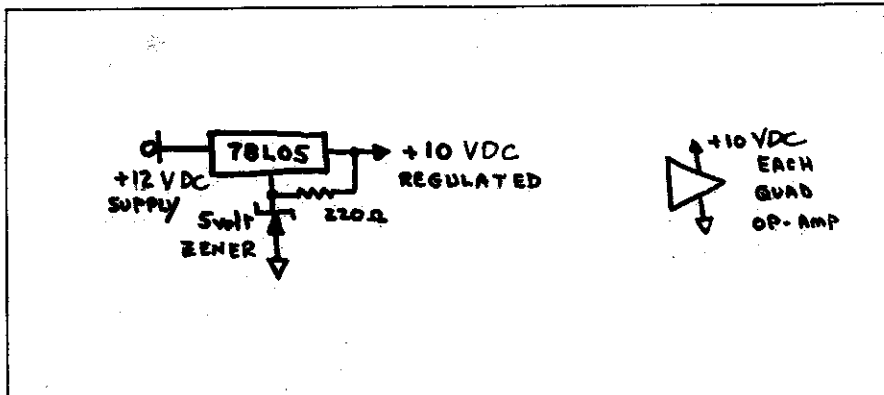 78L05
+10 VDC
REGULATED
+12 VDC
SUPPLY
220Ω
5volt
ZENER
+10 VDC
EACH
QUAD
OP-AMP